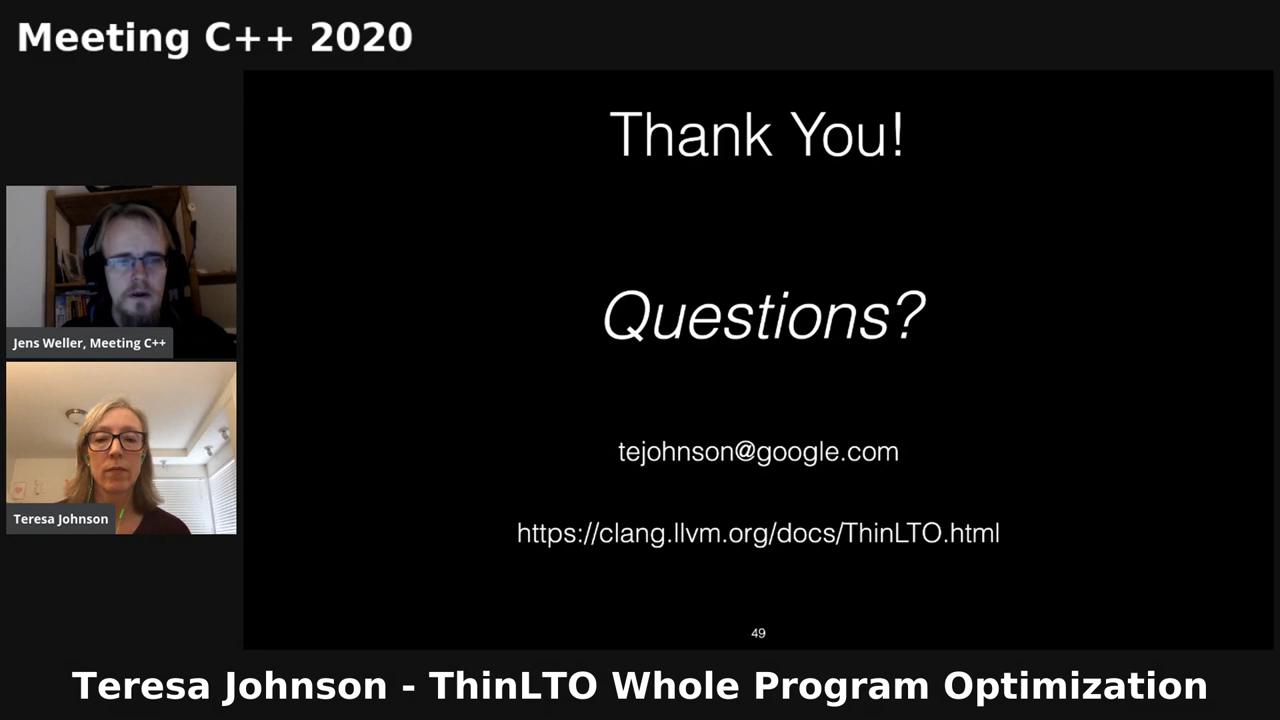 Meeting C++ 2020
Thank You!
Questions?
tejohnson@google.com
https://clang.llvm.org/docs/ThinLTO.html
49
Jens Weller, Meeting C++
Teresa Johnson
Teresa Johnson - ThinLTO Whole Program Optimization